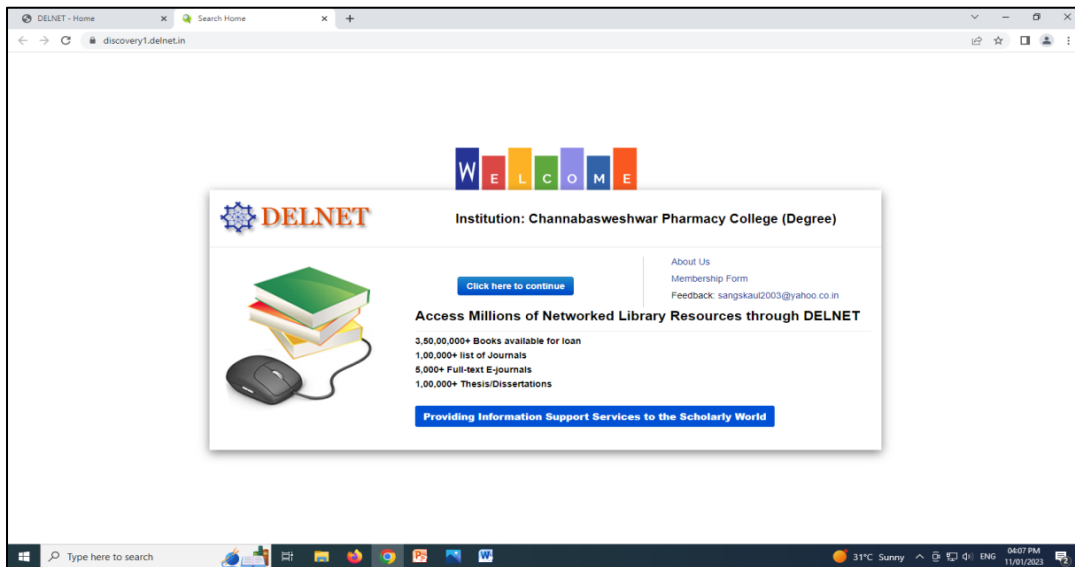 DELNET - Home
Search Home
discovery1.delnet.in
WELCOME
DELNET
Institution: Channabasweshwar Pharmacy College (Degree)
About Us
Click here to continue
Membership Form
Feedback: sangskaul2003@yahoo.co.in
Access Millions of Networked Library Resources through DELNET
3,50,00,000+ Books available for loan
1,00,000+ list of Journals
5,000+ Full-text E-journals
1,00,000+ Thesis/Dissertations
Providing Information Support Services to the Scholarly World
Type here to search
31°C Sunny
ENG
04:07 PM
11/01/2023
2